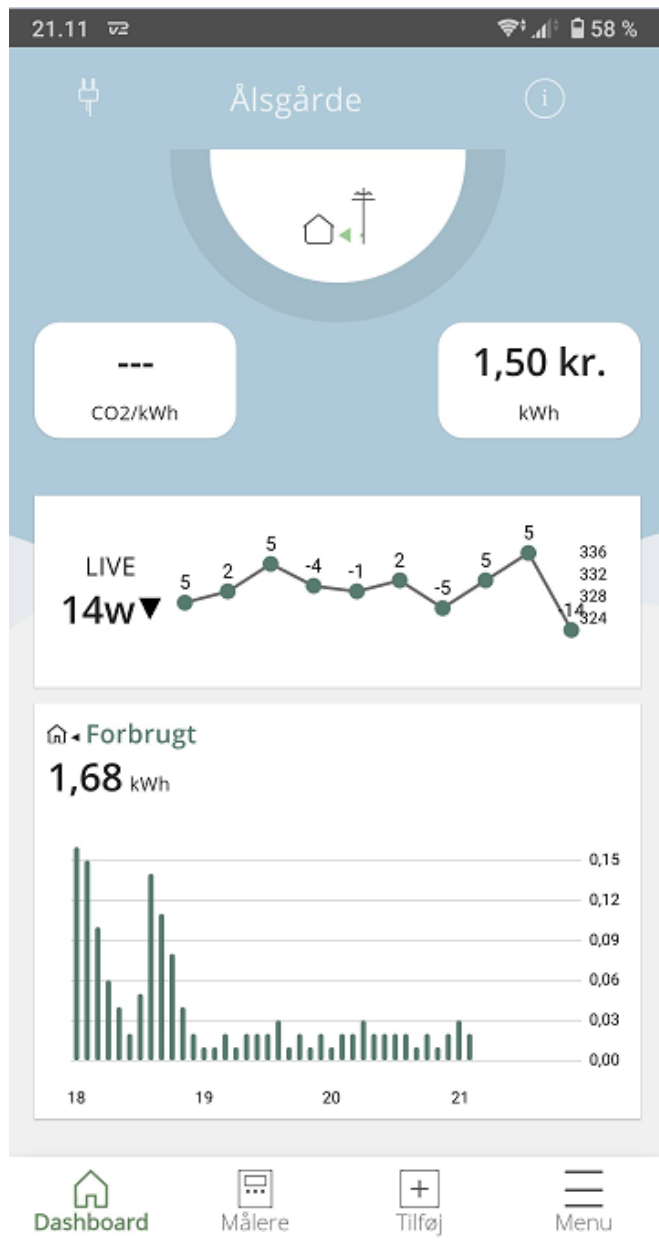 21.11 58 %
Ålsgårde
i
---
CO2/kWh
1,50 kr.
kWh
LIVE
14w▼
5 2 5 -4 -1 2 -5 5 5 -14
336
332
328
324
Forbrugt
1,68 kWh
0,15
0,12
0,09
0,06
0,03
0,00
18 19 20 21
Dashboard Målere Tilføj Menu